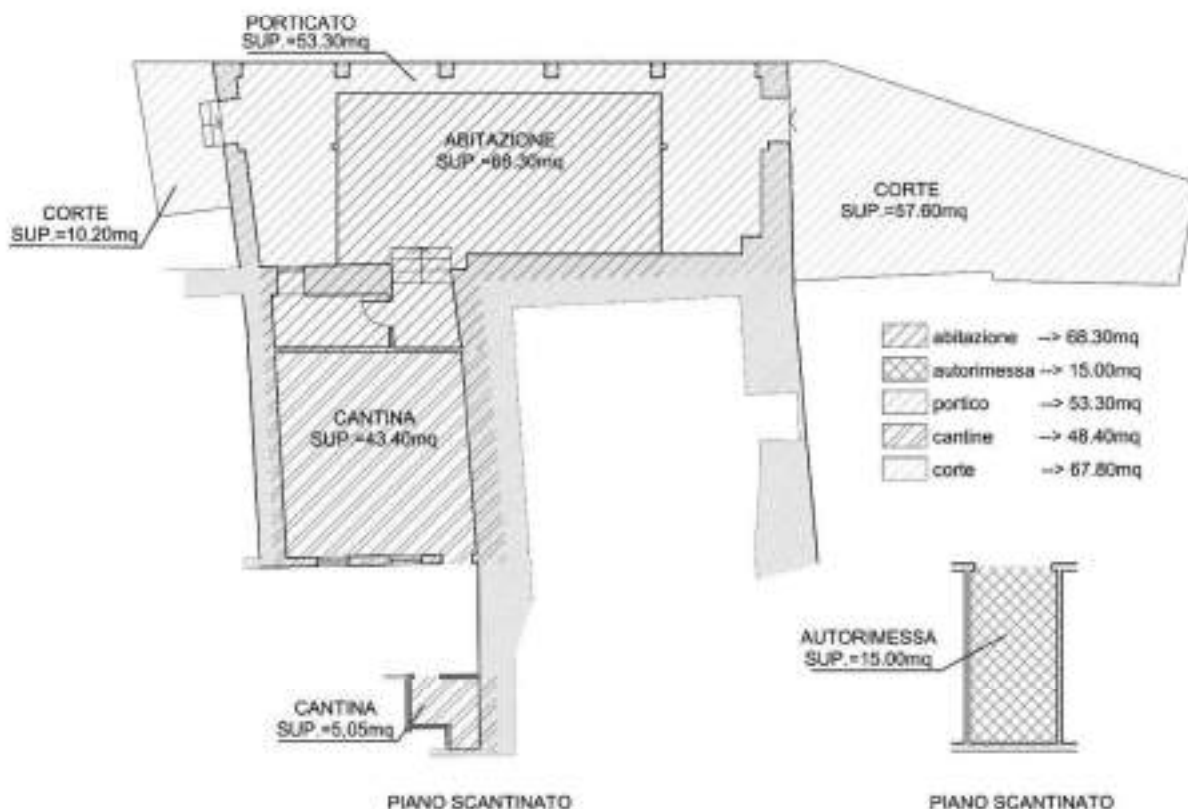 PORTICATO
SUP.=53.30mq
ABITAZIONE
SUP.=68.30mq
CORTE
SUP.=10.20mq
CORTE
SUP.=57.60mq
abitazione --> 68.30mq
autorimessa --> 15.00mq
portico --> 53.30mq
cantine --> 48.40mq
corte --> 67.80mq
CANTINA
SUP.=43.40mq
AUTORIMESSA
SUP.=15.00mq
CANTINA
SUP.=5,05mq
PIANO SCANTINATO
PIANO SCANTINATO